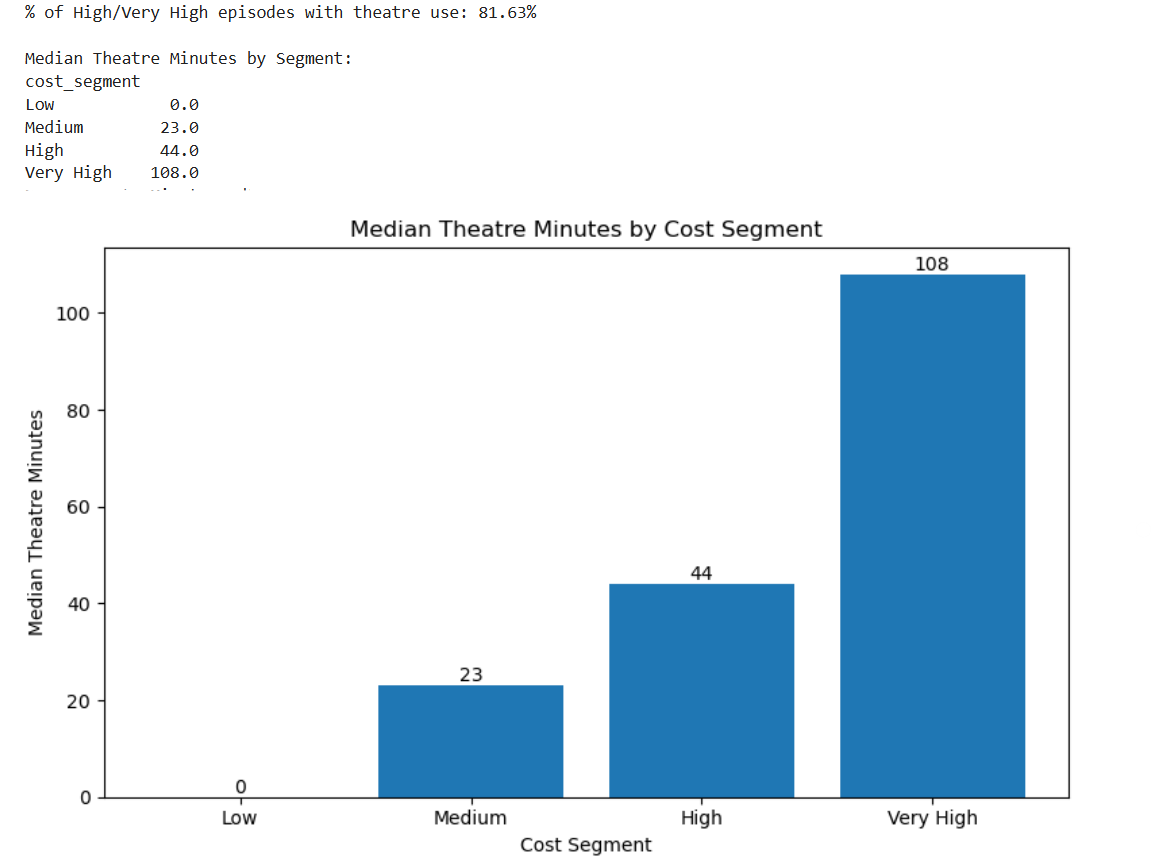 % of High/Very High episodes with theatre use: 81.63%
Median Theatre Minutes by Segment:
cost_segment
Low 0.0
Medium 23.0
High 44.0
Very High 108.0
Median Theatre Minutes by Cost Segment
108
100
80
60
44
40
23
20
0
0
Low Medium High Very High
Median Theatre Minutes
Cost Segment